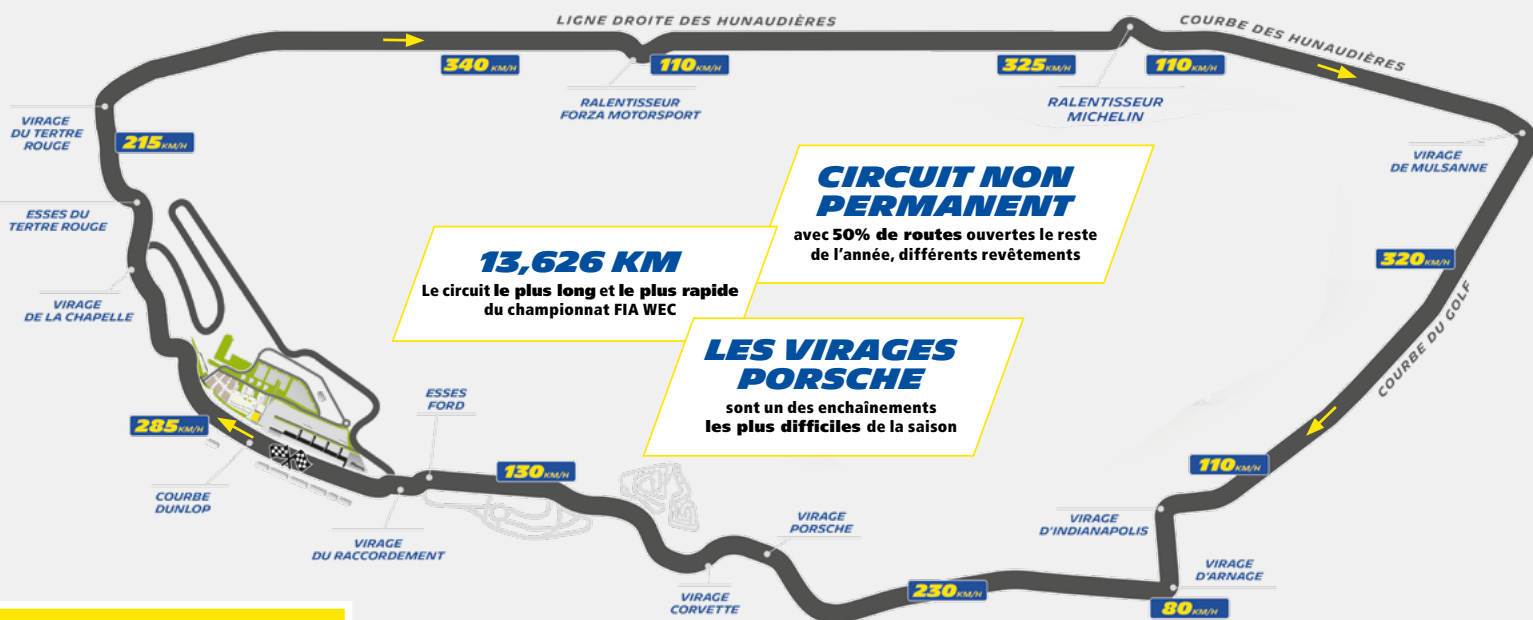 LIGNE DROITE DES HUNAUDIÈRES
COURBE DES HUNAUDIÈRES
340 KM/H
110 KM/H
325 KM/H
110 KM/H
RALENTISSEUR
FORZA MOTORSPORT
RALENTISSEUR
MICHELIN
VIRAGE
DU TERTRE
ROUGE
215 KM/H
VIRAGE
DE MULSANNE
CIRCUIT NON
PERMANENT
avec 50% de routes ouvertes le reste
de l'année, différents revêtements
ESSES DU
TERTRE ROUGE
13,626 KM
Le circuit le plus long et le plus rapide
du championnat FIA WEC
320 KM/H
VIRAGE
DE LA CHAPELLE
COURBE DU GOLF
LES VIRAGES
PORSCHE
sont un des enchaînements
les plus difficiles de la saison
ESSES
FORD
285 KM/H
130 KM/H
110 KM/H
COURBE
DUNLOP
VIRAGE
DU RACCORDEMENT
VIRAGE
PORSCHE
VIRAGE
D'INDIANAPOLIS
VIRAGE
D'ARNAGE
VIRAGE
CORVETTE
230 KM/H
80 KM/H